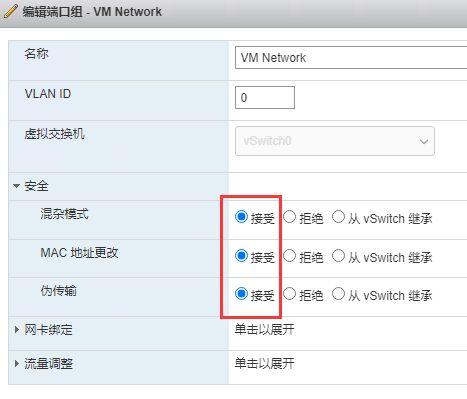 编辑端口组 - VM Network
名称 VM Network
VLAN ID 0
虚拟交换机 vSwitch0
安全
混杂模式 接受 拒绝 从 vSwitch 继承
MAC 地址更改 接受 拒绝 从 vSwitch 继承
伪传输 接受 拒绝 从 vSwitch 继承
网卡绑定 单击以展开
流量调整 单击以展开